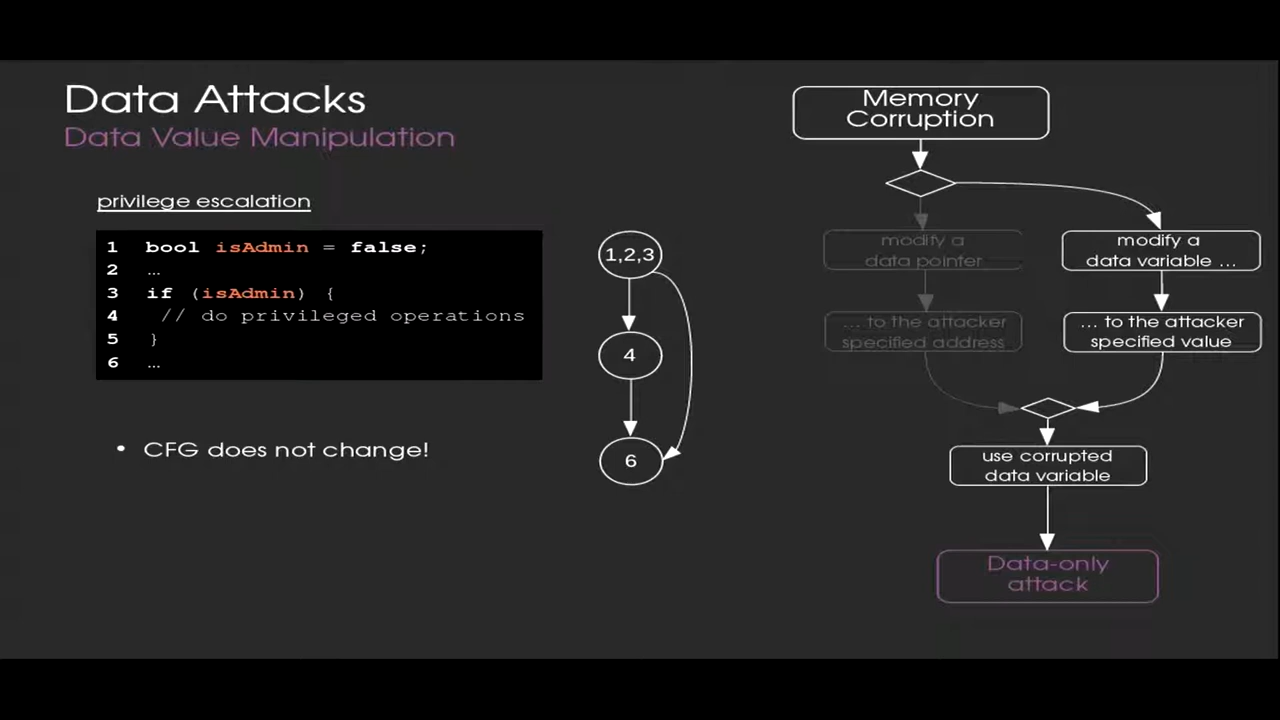 Data Attacks
Data Value Manipulation
privilege escalation
1 bool isAdmin = false;
2 ...
3 if (isAdmin) {
4 // do privileged operations
5 }
6 ...
CFG does not change!
1,2,3
4
6
Memory
Corruption
modify a
data pointer
... to the attacker
specified address
modify a
data variable ...
... to the attacker
specified value
use corrupted
data variable
Data-only
attack